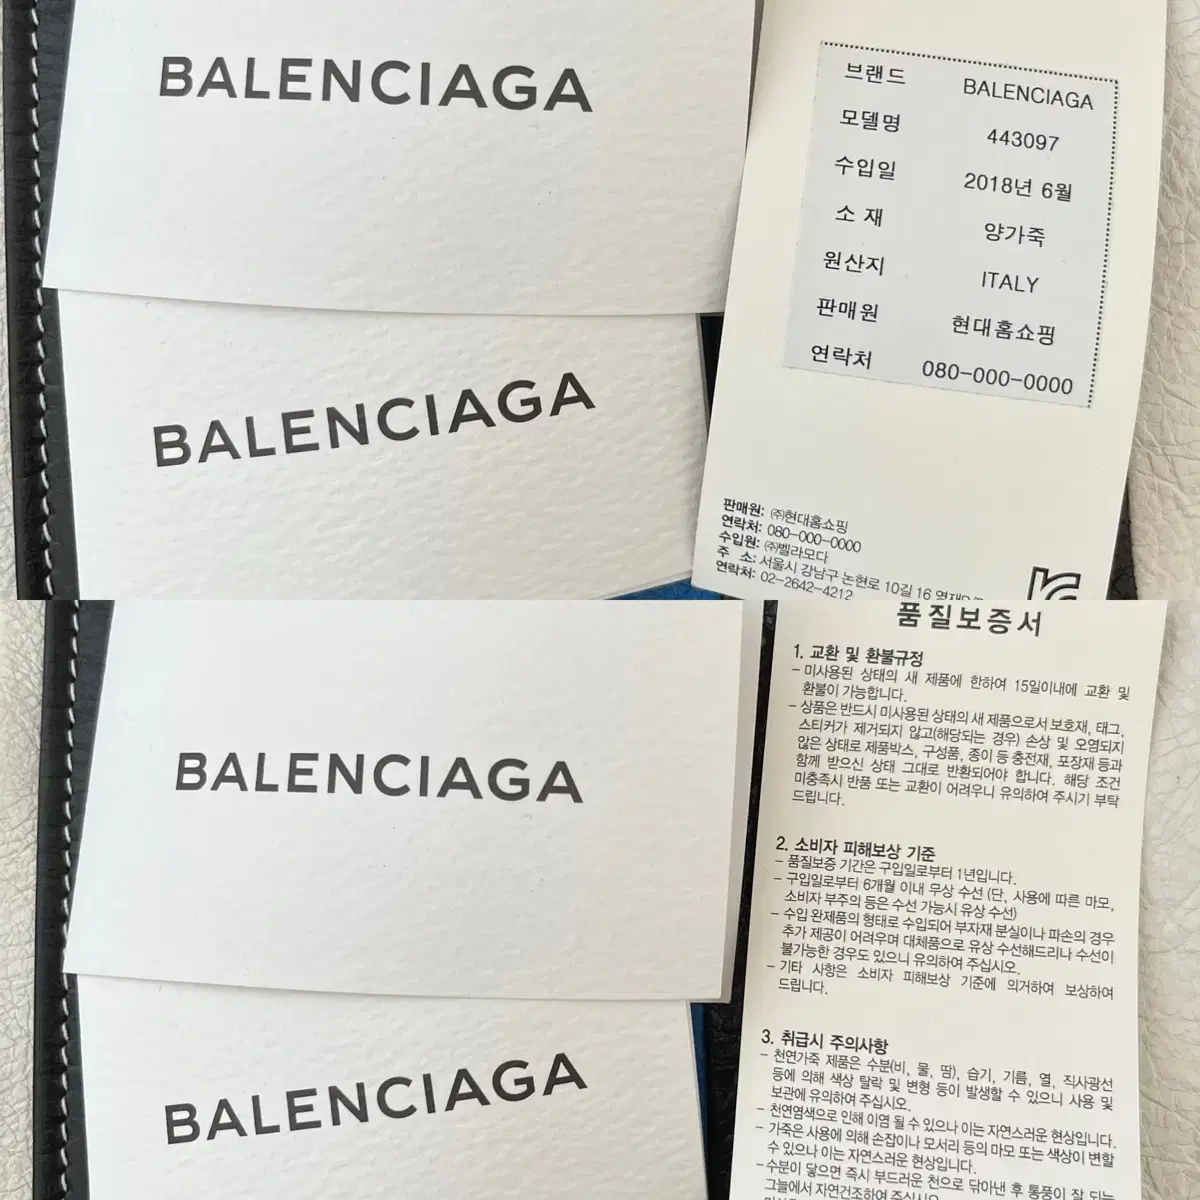 BALENCIAGA
BALENCIAGA
브랜드 BALENCIAGA
모델명 443097
수입일 2018년 6월
소 재 양가죽
원산지 ITALY
판매원 현대홈쇼핑
연락처 080-000-0000
판매원: ㈜현대홈쇼핑
연락처: 080-000-0000
수입원: ㈜벨라모다
주 소: 서울시 강남구 논현로 10길 16
연락처: 02-2642-4212
BALENCIAGA
BALENCIAGA
품질보증서
1. 교환 및 환불규정
- 미사용된 상태의 새 제품에 한하여 15일이내에 교환 및
환불이 가능합니다.
- 상품은 반드시 미사용된 상태의 새 제품으로서 보호재, 태그,
스티커가 제거되지 않고(해당되는 경우) 손상 및 오염되지
않은 상태로 제품박스, 구성품, 종이 등 충전재, 포장재 등과
함께 받으신 상태 그대로 반환되어야 합니다. 해당 조건
미충족시 반품 또는 교환이 어려우니 유의하여 주시기 부탁
드립니다.
2. 소비자 피해보상 기준
- 품질보증 기간은 구입일로부터 1년입니다.
- 구입일로부터 6개월 이내 무상 수선 (단, 사용에 따른 마모,
소비자 부주의 등은 수선 가능시 유상 수선)
- 수입 완제품의 형태로 수입되어 부자재 분실이나 파손의 경우
추가 제공이 어려우며 대체품으로 유상 수선해드리나 수선이
불가능한 경우도 있으니 유의하여 주십시오.
- 기타 사항은 소비자 피해보상 기준에 의거하여 보상하여
드립니다.
3. 취급시 주의사항
- 천연가죽 제품은 수분(비, 물, 땀), 습기, 기름, 열, 직사광선
등에 의해 색상 탈락 및 변형 등이 발생할 수 있으니 사용 및
보관에 유의하여 주십시오.
- 천연염색으로 인해 이염 될 수 있으나 이는 자연스러운 현상입니다.
- 가죽은 사용에 의해 손잡이나 모서리 등의 마모 또는 색상이 변할
수 있으나 이는 자연스러운 현상입니다.
- 수분이 닿으면 즉시 부드러운 천으로 닦아낸 후 통풍이 잘 되는
그늘에서 자연건조하여 주십시오.